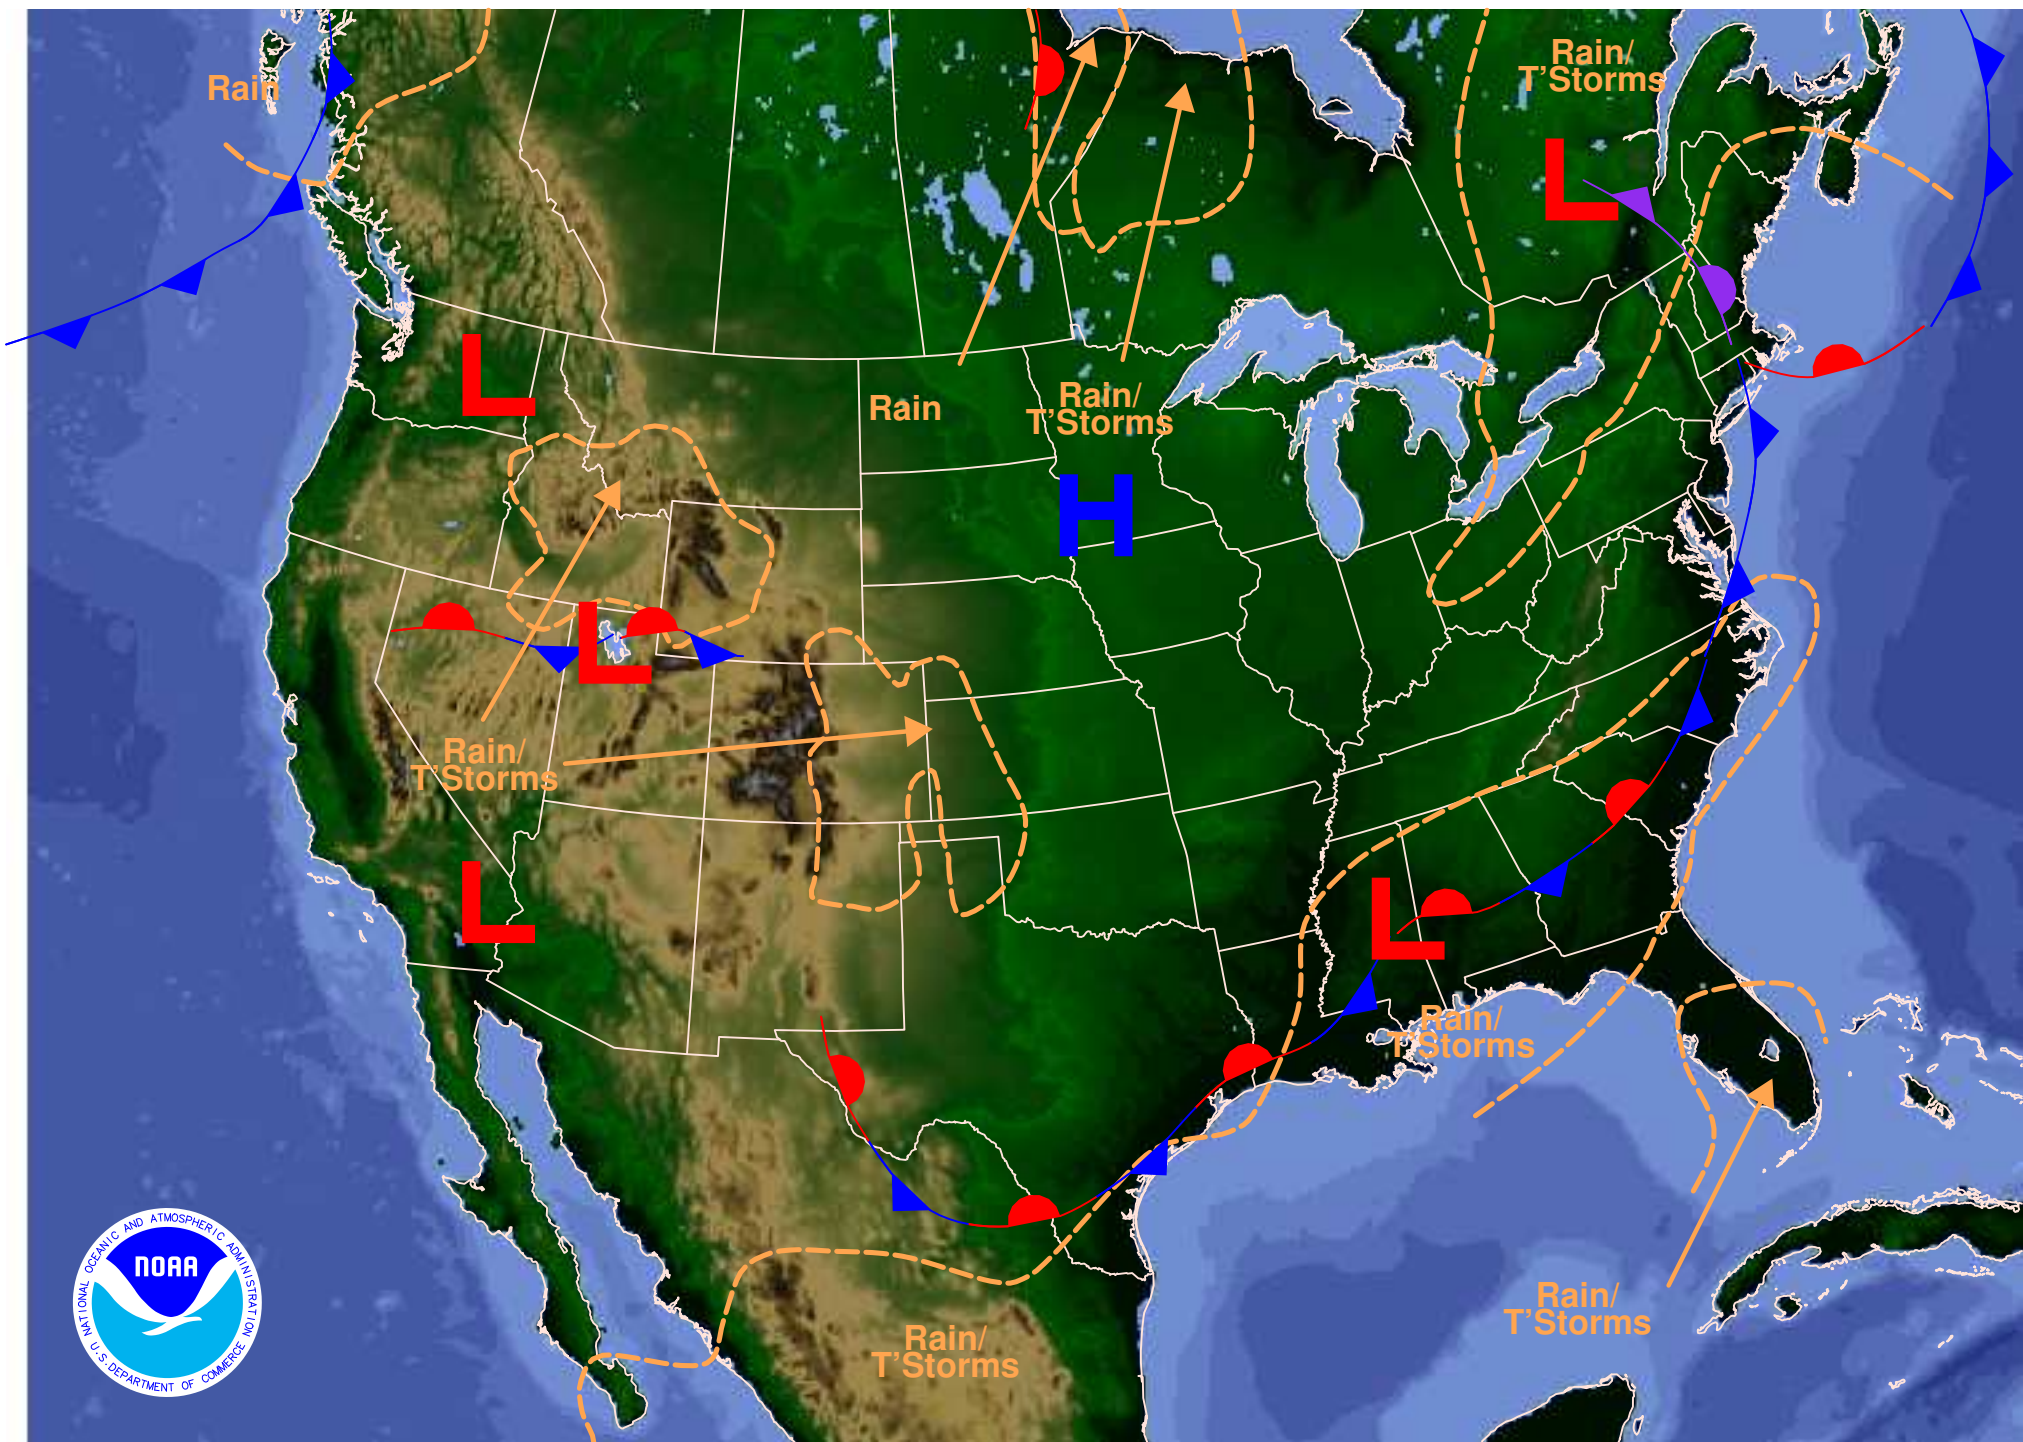 Rain
Rain/
T'Storms
L
L
Rain
Rain/
T'Storms
H
L
Rain/
T'Storms
L
L
Rain/
T'Storms
Rain/
T'Storms
Rain/
T'Storms
NATIONAL OCEANIC AND ATMOSPHERIC ADMINISTRATION
NOAA
U.S. DEPARTMENT OF COMMERCE